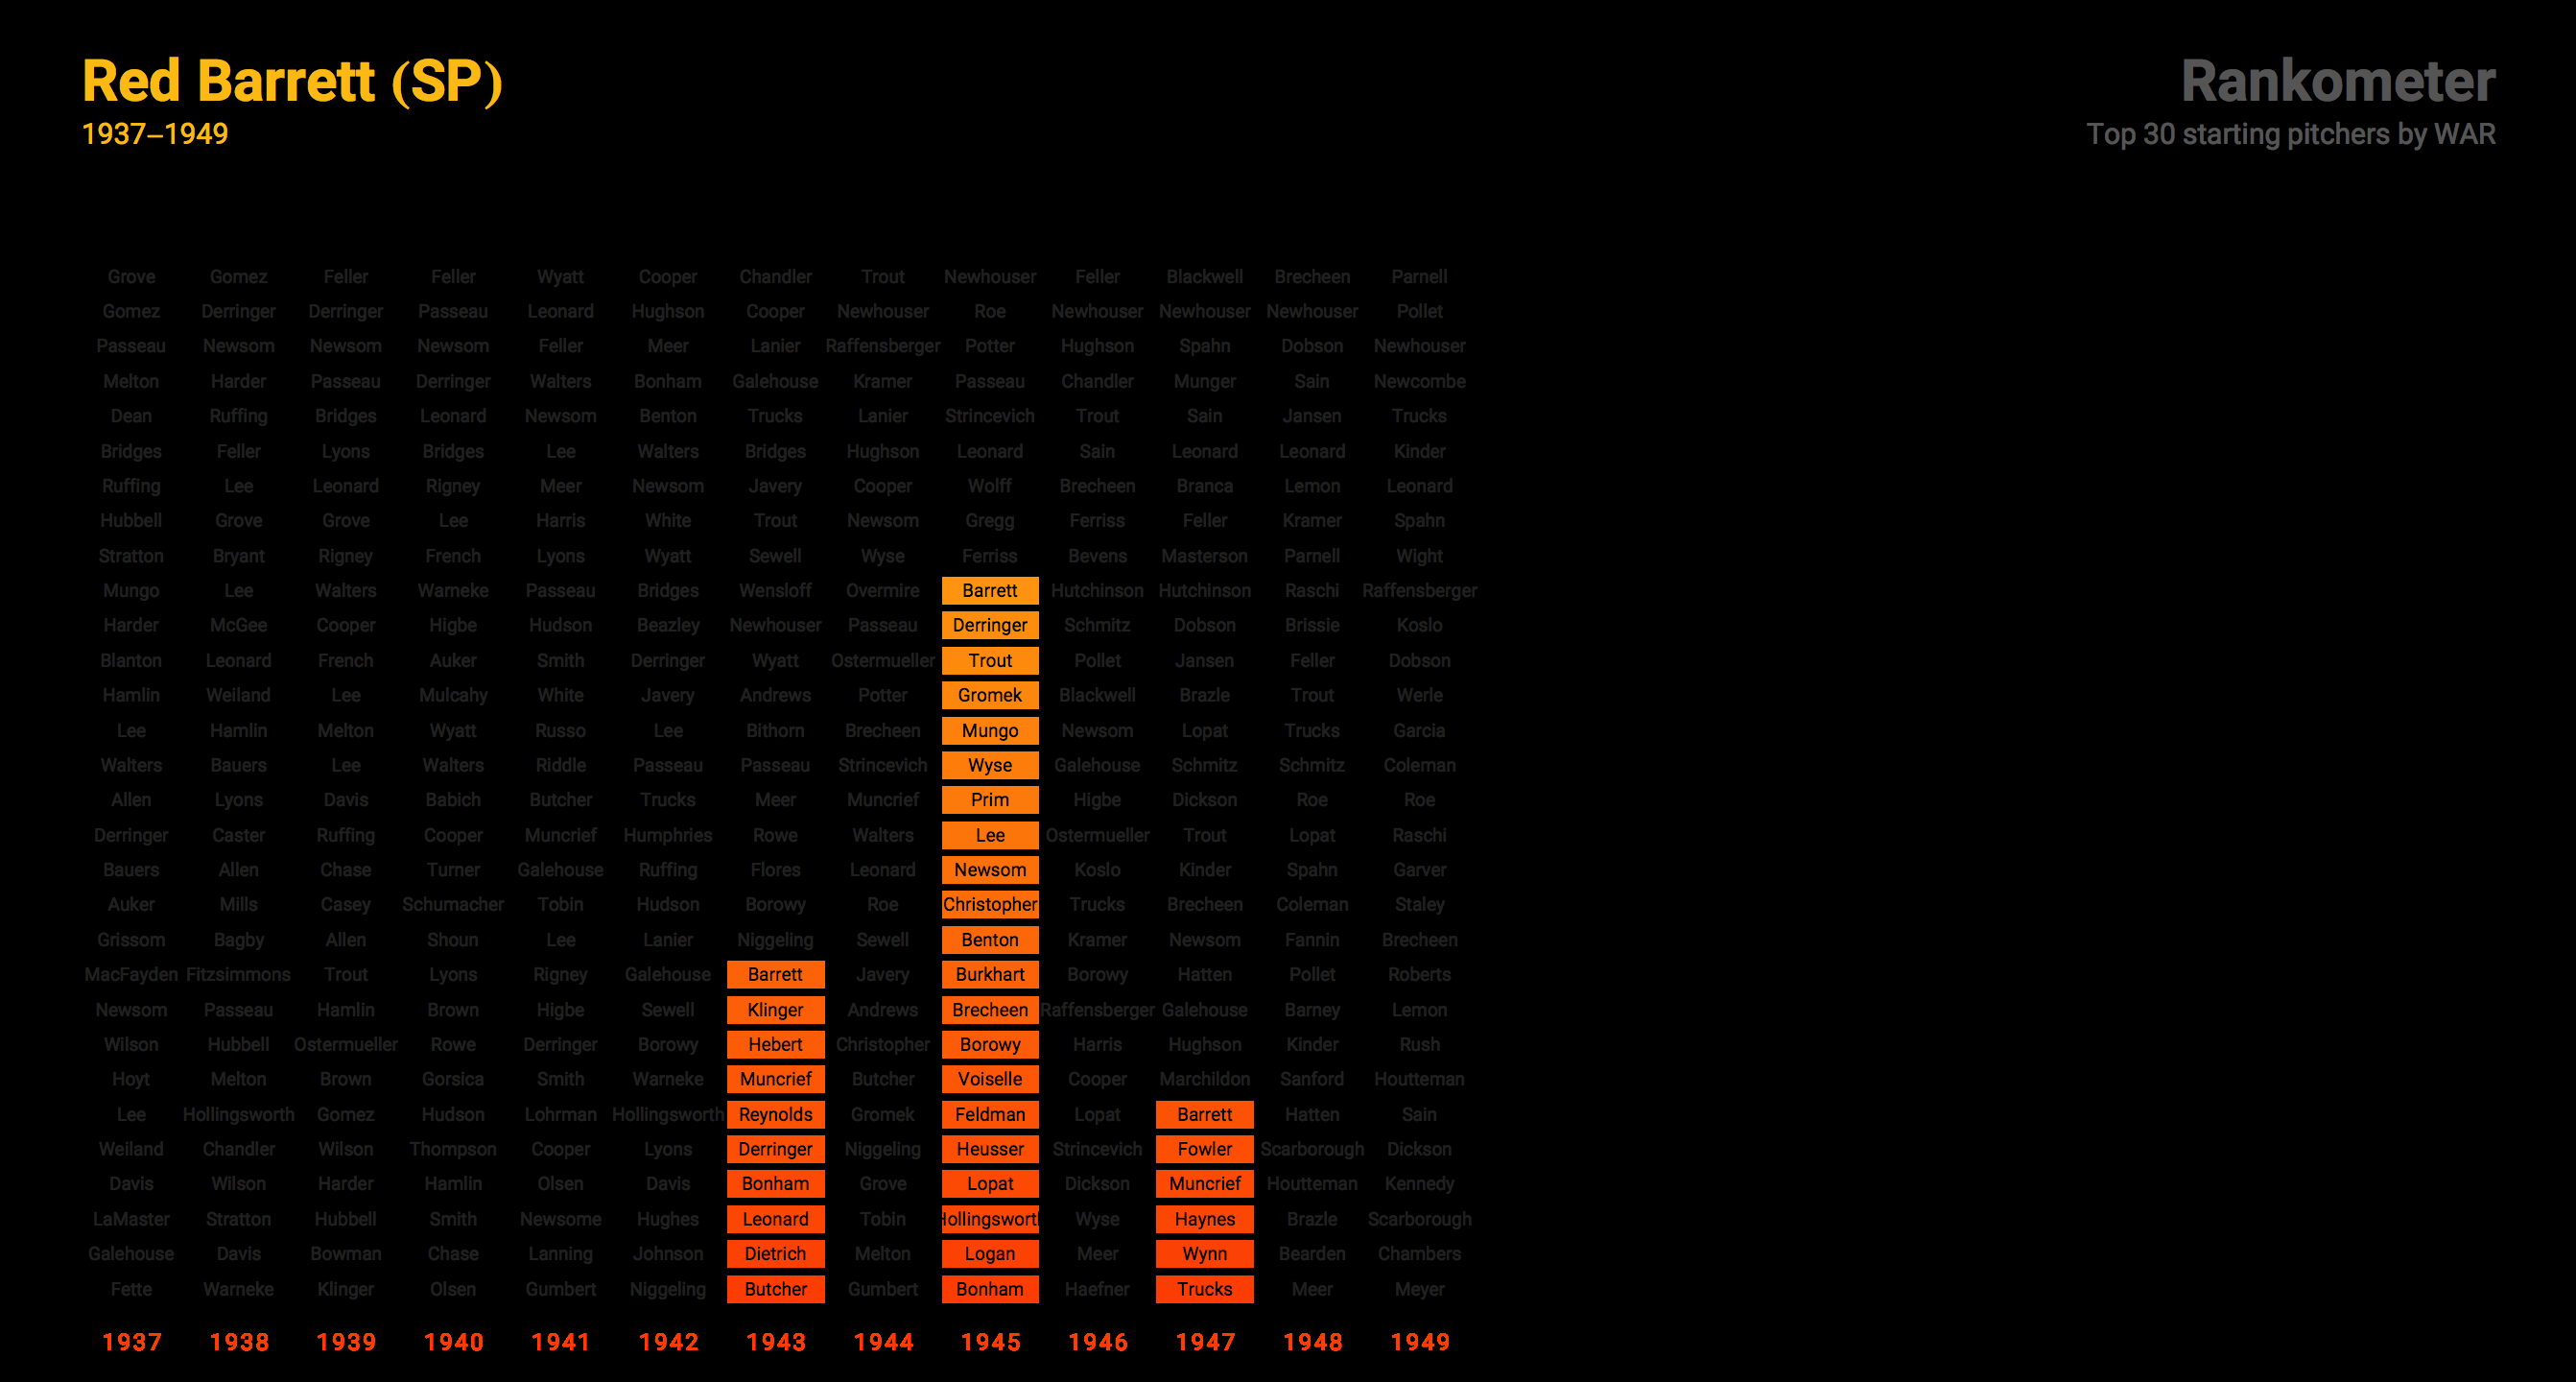 Red Barrett (SP)
1937–1949
Rankometer
Top 30 starting pitchers by WAR
Grove Gomez Feller Feller Wyatt Cooper Chandler Trout Newhouser Feller Blackwell Brecheen Parnell
Gomez Derringer Derringer Passeau Leonard Hughson Cooper Newhouser Roe Newhouser Newhouser Newhouser Pollet
Passeau Newsom Newsom Newsom Feller Meer Lanier Raffensberger Potter Hughson Spahn Dobson Newhouser
Melton Harder Passeau Derringer Walters Bonham Galehouse Kramer Passeau Chandler Munger Sain Newcombe
Dean Ruffing Bridges Leonard Newsom Benton Trucks Lanier Strincevich Trout Sain Jansen Trucks
Bridges Feller Lyons Bridges Lee Walters Bridges Hughson Leonard Sain Leonard Leonard Kinder
Ruffing Lee Leonard Rigney Meer Newsom Javery Cooper Wolff Brecheen Branca Lemon Leonard
Hubbell Grove Grove Lee Harris White Trout Newsom Gregg Ferriss Feller Kramer Spahn
Stratton Bryant Rigney French Lyons Wyatt Sewell Wyse Ferriss Bevens Masterson Parnell Wight
Mungo Lee Walters Warneke Passeau Bridges Wensloff Overmire Barrett Hutchinson Hutchinson Raschi Raffensberger
Harder McGee Cooper Higbe Hudson Beazley Newhouser Passeau Derringer Schmitz Dobson Brissie Koslo
Blanton Leonard French Auker Smith Derringer Wyatt Ostermueller Trout Pollet Jansen Feller Dobson
Hamlin Weiland Lee Mulcahy White Javery Andrews Potter Gromek Blackwell Brazle Trout Werle
Lee Hamlin Melton Wyatt Russo Lee Bithorn Brecheen Mungo Newsom Lopat Trucks Garcia
Walters Bauers Lee Walters Riddle Passeau Passeau Strincevich Wyse Galehouse Schmitz Schmitz Coleman
Allen Lyons Davis Babich Butcher Trucks Meer Muncrief Prim Higbe Dickson Roe Roe
Derringer Caster Ruffing Cooper Muncrief Humphries Rowe Walters Lee Ostermueller Trout Lopat Raschi
Bauers Allen Chase Turner Galehouse Ruffing Flores Leonard Newsom Koslo Kinder Spahn Garver
Auker Mills Casey Schumacher Tobin Hudson Borowy Roe Christopher Trucks Brecheen Coleman Staley
Grissom Bagby Allen Shoun Lee Lanier Niggeling Sewell Benton Kramer Newsom Fannin Brecheen
MacFayden Fitzsimmons Trout Lyons Rigney Galehouse Barrett Javery Burkhart Borowy Hatten Pollet Roberts
Newsom Passeau Hamlin Brown Higbe Sewell Klinger Andrews Brecheen Raffensberger Galehouse Barney Lemon
Wilson Hubbell Ostermueller Rowe Derringer Borowy Hebert Christopher Borowy Harris Hughson Kinder Rush
Hoyt Melton Brown Gorsica Smith Warneke Muncrief Butcher Voiselle Cooper Marchildon Sanford Houtteman
Lee Hollingsworth Gomez Hudson Lohrman Hollingsworth Reynolds Gromek Feldman Lopat Barrett Hatten Sain
Weiland Chandler Wilson Thompson Cooper Lyons Derringer Niggeling Heusser Strincevich Fowler Scarborough Dickson
Davis Wilson Harder Hamlin Olsen Davis Bonham Grove Lopat Dickson Muncrief Houtteman Kennedy
LaMaster Stratton Hubbell Smith Newsome Hughes Leonard Tobin Hollingsworth Wyse Haynes Brazle Scarborough
Galehouse Davis Bowman Chase Lanning Johnson Dietrich Melton Logan Meer Wynn Bearden Chambers
Fette Warneke Klinger Olsen Gumbert Niggeling Butcher Gumbert Bonham Haefner Trucks Meer Meyer
1937 1938 1939 1940 1941 1942 1943 1944 1945 1946 1947 1948 1949